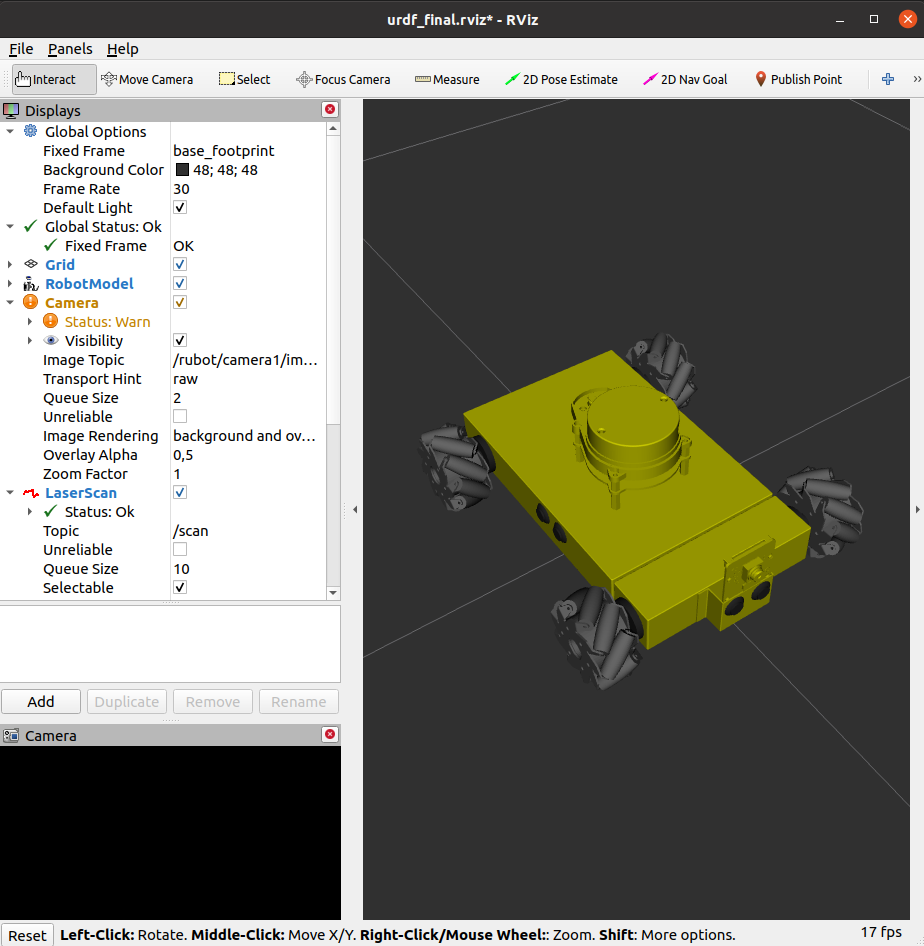 urdf_final.rviz* - RViz
File Panels Help
Interact Move Camera Select Focus Camera Measure 2D Pose Estimate 2D Nav Goal Publish Point »
Displays
Global Options
Fixed Frame base_footprint
Background Color 48; 48; 48
Frame Rate 30
Default Light
Global Status: Ok
Fixed Frame OK
Grid
RobotModel
Camera
Status: Warn
Visibility
Image Topic /rubot/camera1/im...
Transport Hint raw
Queue Size 2
Unreliable
Image Rendering background and ov...
Overlay Alpha 0,5
Zoom Factor 1
LaserScan
Status: Ok
Topic /scan
Unreliable
Queue Size 10
Selectable
Add Duplicate Remove Rename
Camera
Reset Left-Click: Rotate. Middle-Click: Move X/Y. Right-Click/Mouse Wheel:: Zoom. Shift: More options. 17 fps